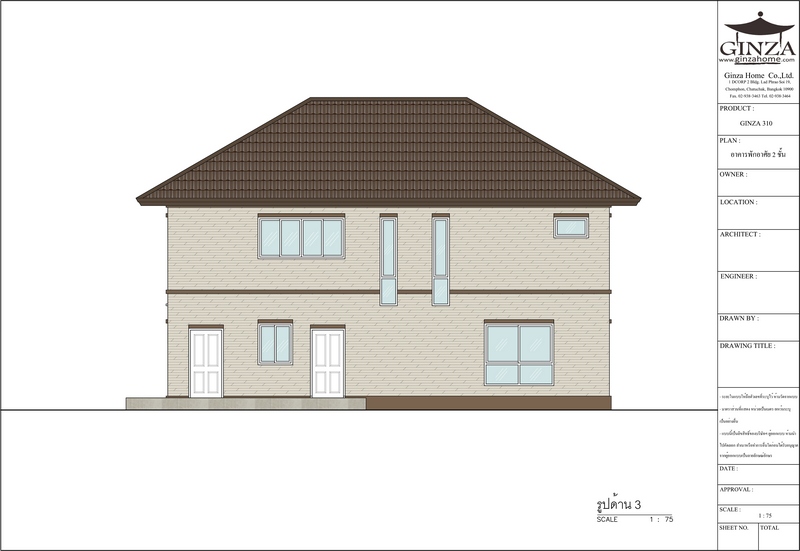 GINZA
www.ginzahome.com
Ginza Home Co.,Ltd.
1 DCORP 2 Bldg. Lad Phrao Soi 19,
Chomphon, Chatuchak, Bangkok 10900
Fax. 02-938-3463 Tel. 02-938-3464
PRODUCT :
GINZA 310
PLAN :
อาคารพักอาศัย 2 ชั้น
OWNER :
LOCATION :
ARCHITECT :
ENGINEER :
DRAWN BY :
DRAWING TITLE :
DATE :
APPROVAL :
SCALE :
1 : 75
SHEET NO. TOTAL
รูปด้าน 3
SCALE 1 : 75